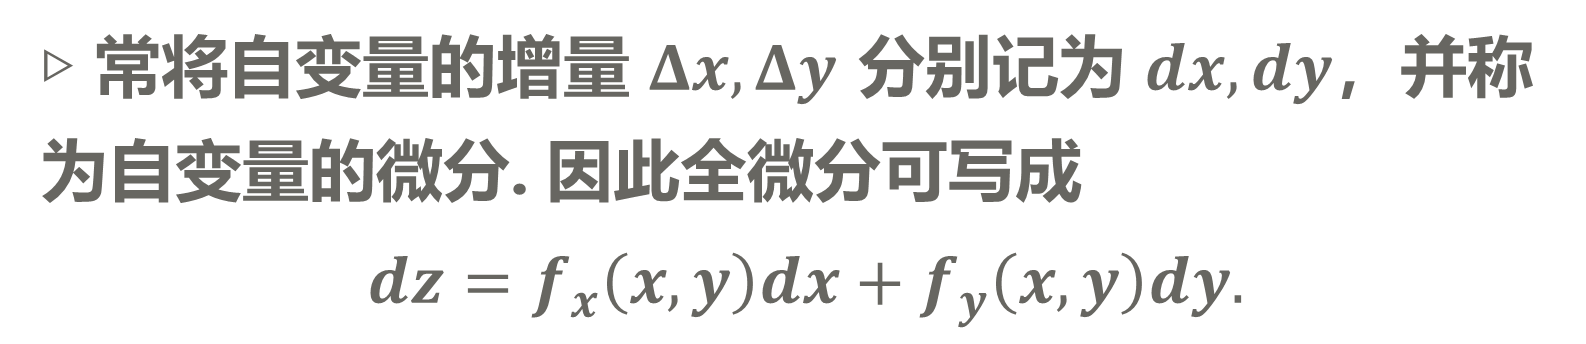 ▷ 常将自变量的增量 Δx, Δy 分别记为 dx, dy，并称
为自变量的微分. 因此全微分可写成
dz = f_x(x, y)dx + f_y(x, y)dy.